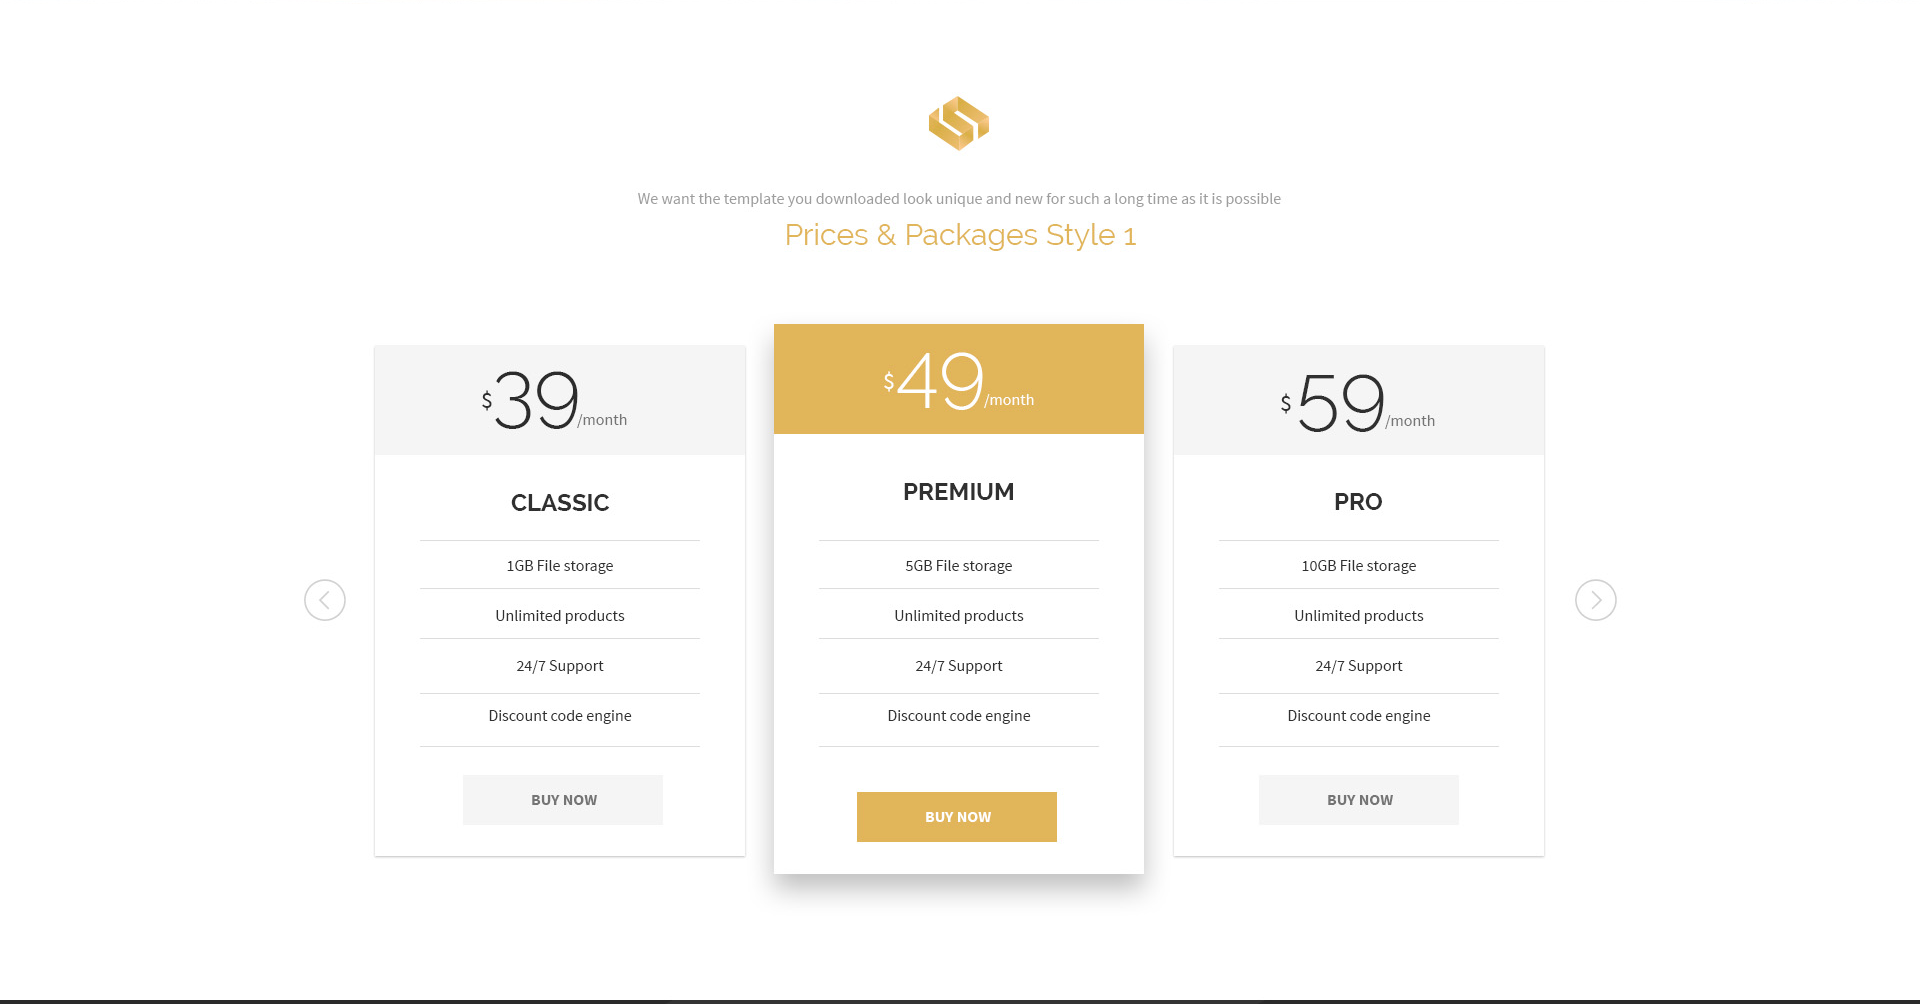 We want the template you downloaded look unique and new for such a long time as it is possible
Prices & Packages Style 1
$39/month
CLASSIC
1GB File storage
Unlimited products
24/7 Support
Discount code engine
BUY NOW
$49/month
PREMIUM
5GB File storage
Unlimited products
24/7 Support
Discount code engine
BUY NOW
$59/month
PRO
10GB File storage
Unlimited products
24/7 Support
Discount code engine
BUY NOW